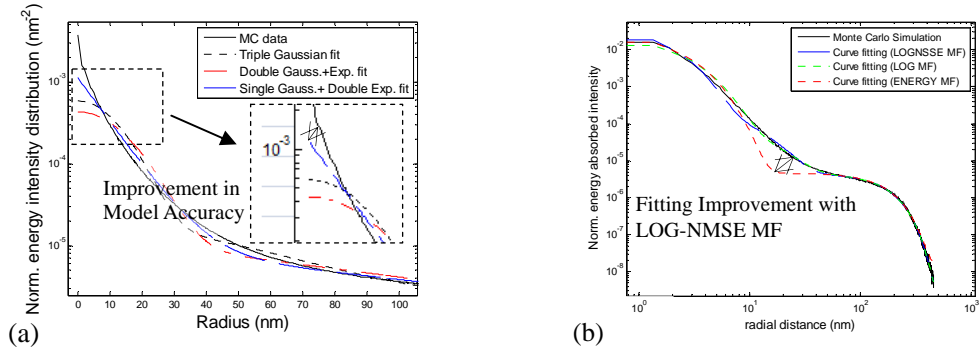 MC data
Triple Gaussian fit
Double Gauss.+Exp. fit
Single Gauss.+ Double Exp. fit
Norm. energy intensity distribution (nm⁻²)
10⁻³
10⁻⁴
10⁻⁵
10⁻³
Improvement in
Model Accuracy
0 10 20 30 40 50 60 70 80 90 100
Radius (nm)
(a)
Monte Carlo Simulation
Curve fitting (LOGNSSE MF)
Curve fitting (LOG MF)
Curve fitting (ENERGY MF)
Norm. energy absorbed intensity
10⁻²
10⁻³
10⁻⁴
10⁻⁵
10⁻⁶
10⁻⁷
10⁻⁸
Fitting Improvement with
LOG-NMSE MF
10⁰ 10¹ 10² 10³
radial distance (nm)
(b)